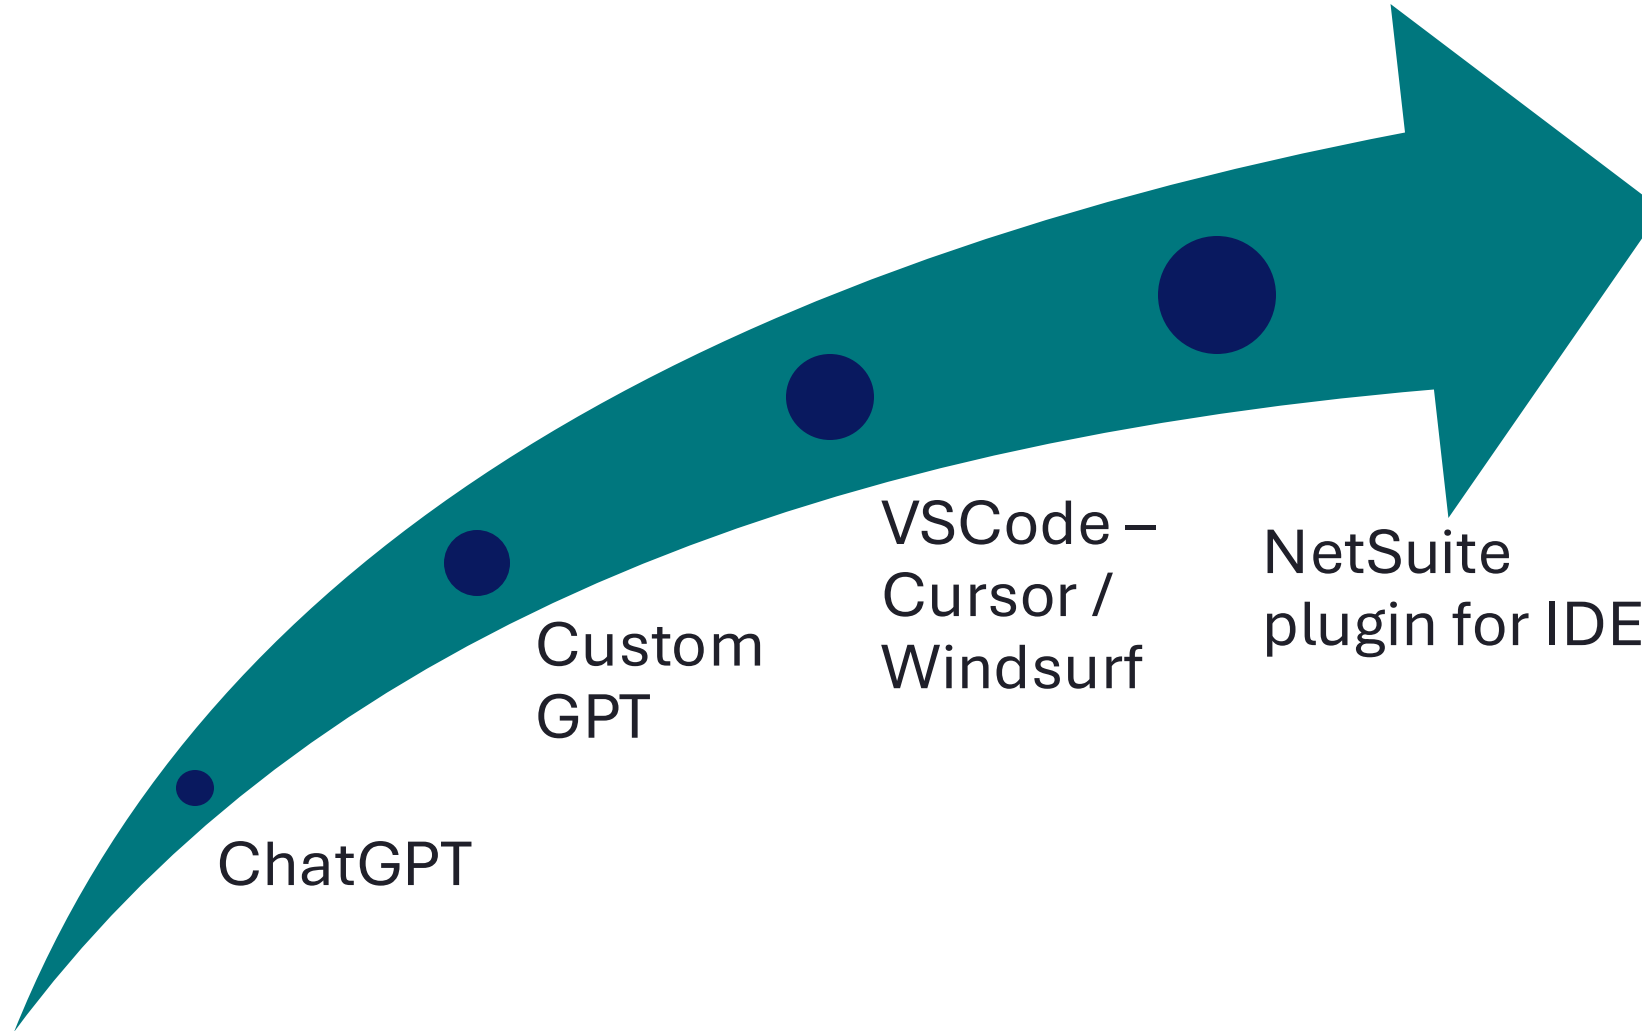 ChatGPT
Custom
GPT
VSCode –
Cursor /
Windsurf
NetSuite
plugin for IDE